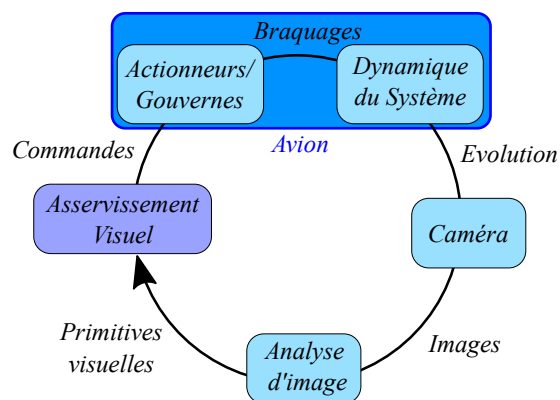 Braquages
Actionneurs/
Gouvernes
Dynamique
du Système
Avion
Commandes
Evolution
Asservissement
Visuel
Caméra
Primitives
visuelles
Images
Analyse
d'image